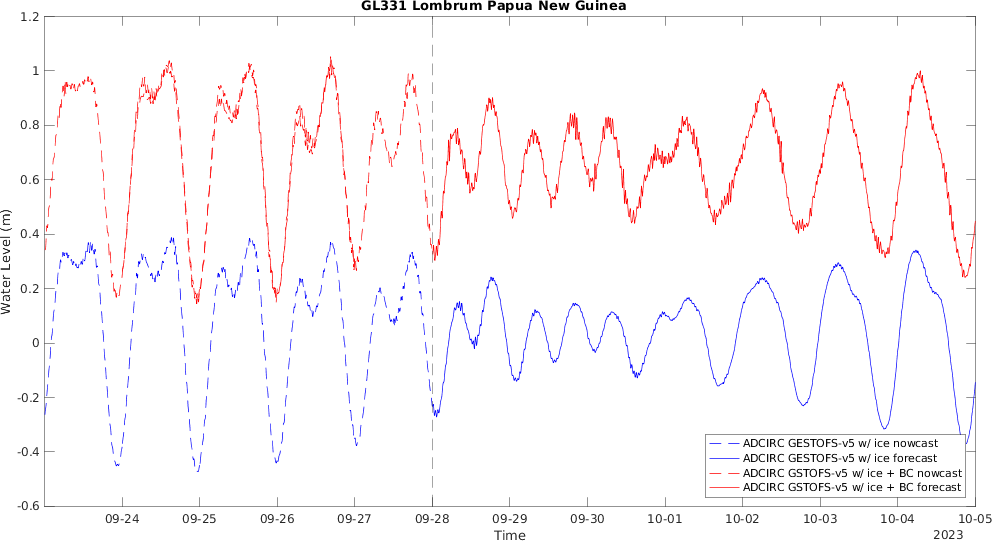 GL331 Lombrum Papua New Guinea
1.2
1
0.8
0.6
0.4
0.2
0
-0.2
-0.4
-0.6
Water Level (m)
ADCIRC GESTOFS-v5 w/ ice nowcast
ADCIRC GESTOFS-v5 w/ ice forecast
ADCIRC GSTOFS-v5 w/ ice + BC nowcast
ADCIRC GSTOFS-v5 w/ ice + BC forecast
09-24 09-25 09-26 09-27 09-28 09-29 09-30 10-01 10-02 10-03 10-04 10-05
Time
2023